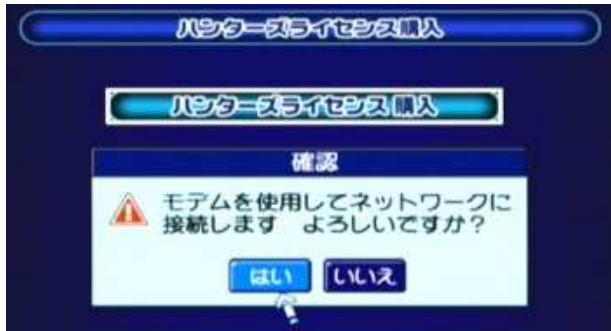 ハンターズライセンス購入
ハンターズライセンス購入
確認
モデムを使用してネットワークに
接続します　よろしいですか？
はい
いいえ